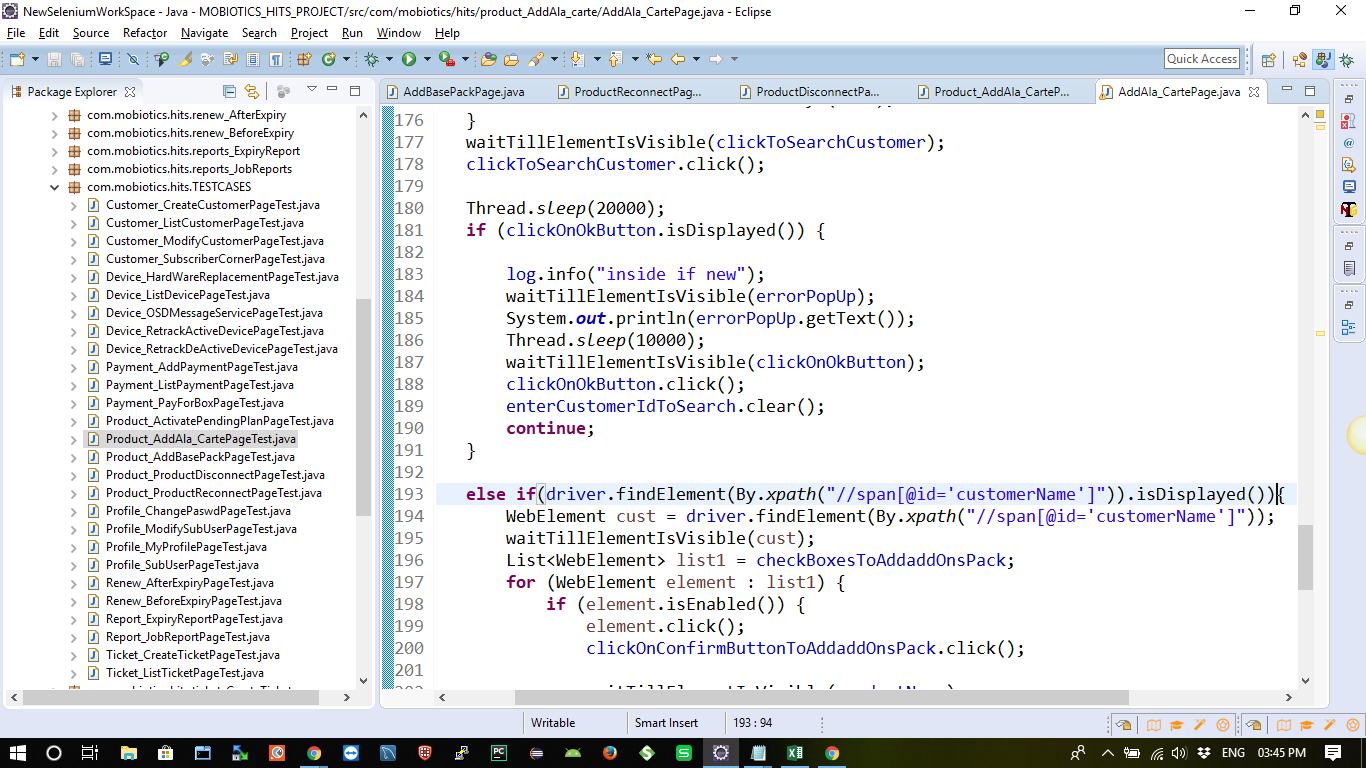 NewSeleniumWorkSpace - Java - MOBIOTICS_HITS_PROJECT/src/com/mobiotics/hits/product_AddAla_carte/AddAla_CartePage.java - Eclipse
File Edit Source Refactor Navigate Search Project Run Window Help
Quick Access
Package Explorer
AddBasePackPage.java ProductReconnectPag... ProductDisconnectPa... Product_AddAla_CarteP... AddAla_CartePage.java
com.mobiotics.hits.renew_AfterExpiry
com.mobiotics.hits.renew_BeforeExpiry
com.mobiotics.hits.reports_ExpiryReport
com.mobiotics.hits.reports_JobReports
com.mobiotics.hits.TESTCASES
Customer_CreateCustomerPageTest.java
Customer_ListCustomerPageTest.java
Customer_ModifyCustomerPageTest.java
Customer_SubscriberCornerPageTest.java
Device_HardWareReplacementPageTest.java
Device_ListDevicePageTest.java
Device_OSDMessageServicePageTest.java
Device_RetrackActiveDevicePageTest.java
Device_RetrackDeActiveDevicePageTest.java
Payment_AddPaymentPageTest.java
Payment_ListPaymentPageTest.java
Payment_PayForBoxPageTest.java
Product_ActivatePendingPlanPageTest.java
Product_AddAla_CartePageTest.java
Product_AddBasePackPageTest.java
Product_ProductDisconnectPageTest.java
Product_ProductReconnectPageTest.java
Profile_ChangePaswdPageTest.java
Profile_ModifySubUserPageTest.java
Profile_MyProfilePageTest.java
Profile_SubUserPageTest.java
Renew_AfterExpiryPageTest.java
Renew_BeforeExpiryPageTest.java
Report_ExpiryReportPageTest.java
Report_JobReportPageTest.java
Ticket_CreateTicketPageTest.java
Ticket_ListTicketPageTest.java
176 }
177 waitTillElementIsVisible(clickToSearchCustomer);
178 clickToSearchCustomer.click();
179
180 Thread.sleep(20000);
181 if (clickOnOkButton.isDisplayed()) {
182
183 log.info("inside if new");
184 waitTillElementIsVisible(errorPopUp);
185 System.out.println(errorPopUp.getText());
186 Thread.sleep(10000);
187 waitTillElementIsVisible(clickOnOkButton);
188 clickOnOkButton.click();
189 enterCustomerIdToSearch.clear();
190 continue;
191 }
192
193 else if(driver.findElement(By.xpath("//span[@id='customerName']")).isDisplayed()){
194 WebElement cust = driver.findElement(By.xpath("//span[@id='customerName']"));
195 waitTillElementIsVisible(cust);
196 List<WebElement> list1 = checkBoxesToAddaddOnsPack;
197 for (WebElement element : list1) {
198 if (element.isEnabled()) {
199 element.click();
200 clickOnConfirmButtonToAddaddOnsPack.click();
201
Writable Smart Insert 193 : 94
ENG 03:45 PM